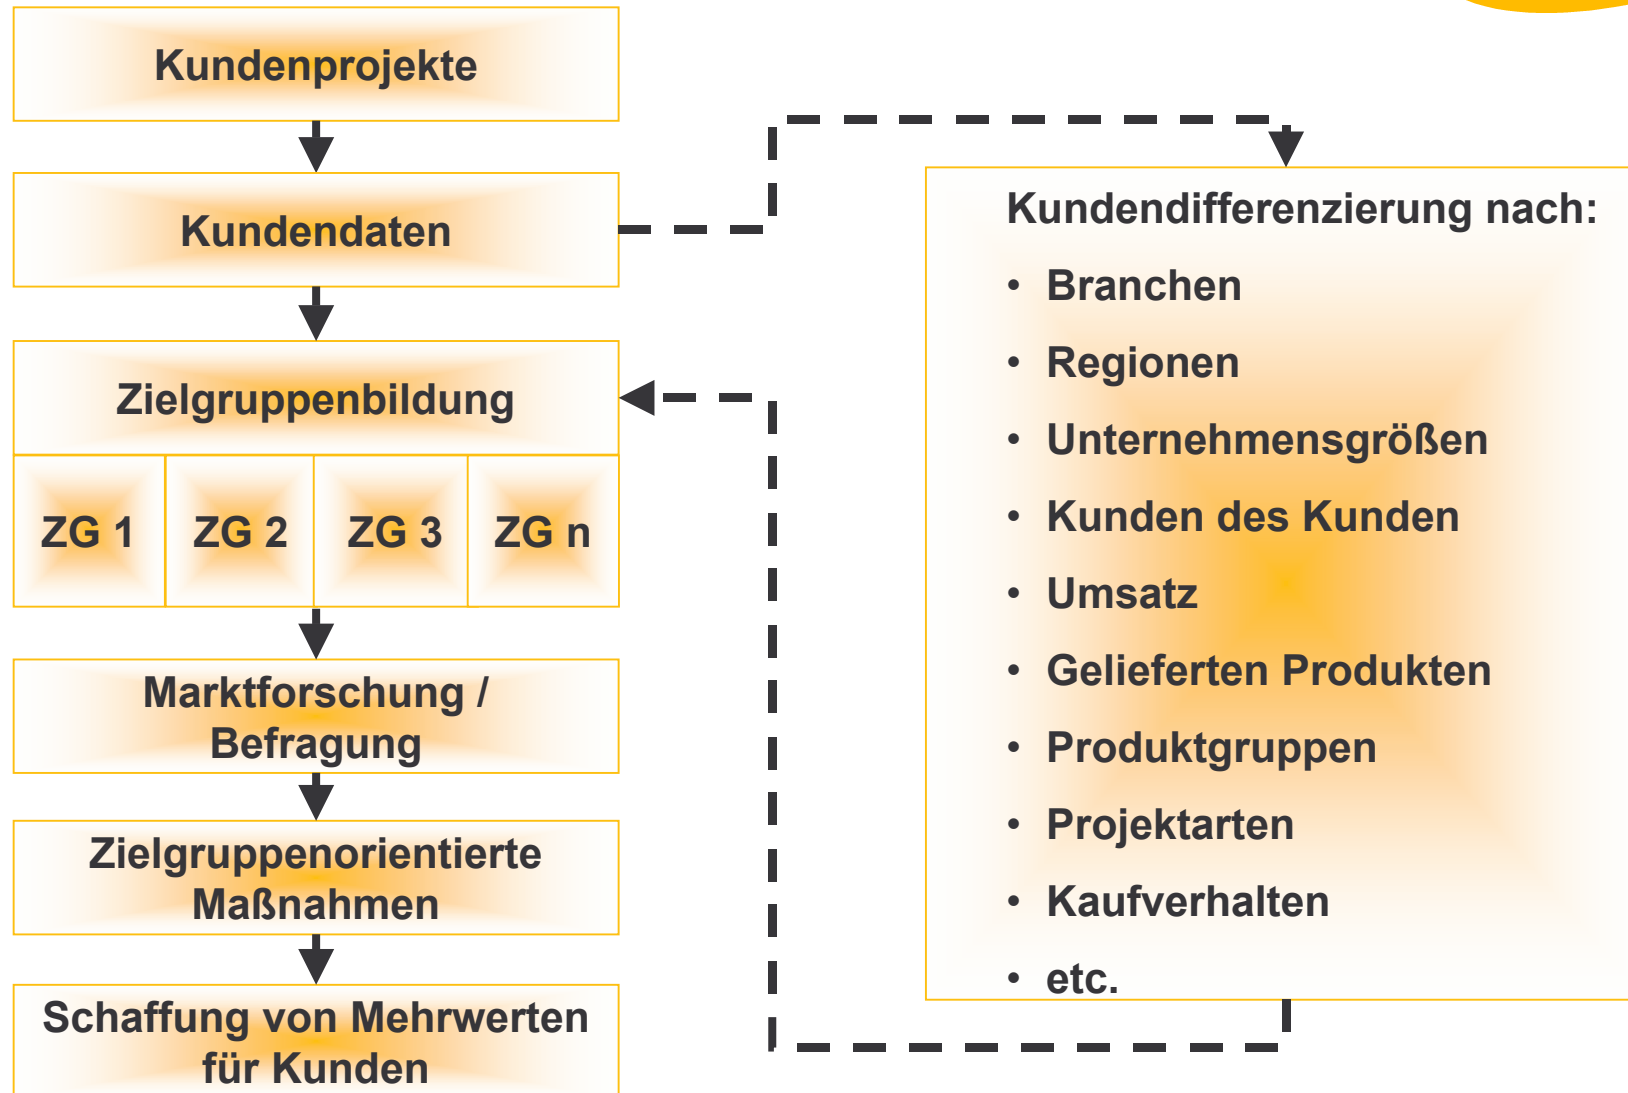 Kundenprojekte
Kundendaten
Zielgruppenbildung
ZG 1
ZG 2
ZG 3
ZG n
Marktforschung /
Befragung
Zielgruppenorientierte
Maßnahmen
Schaffung von Mehrwerten
für Kunden
Kundendifferenzierung nach:
• Branchen
• Regionen
• Unternehmensgrößen
• Kunden des Kunden
• Umsatz
• Gelieferten Produkten
• Produktgruppen
• Projektarten
• Kaufverhalten
• etc.